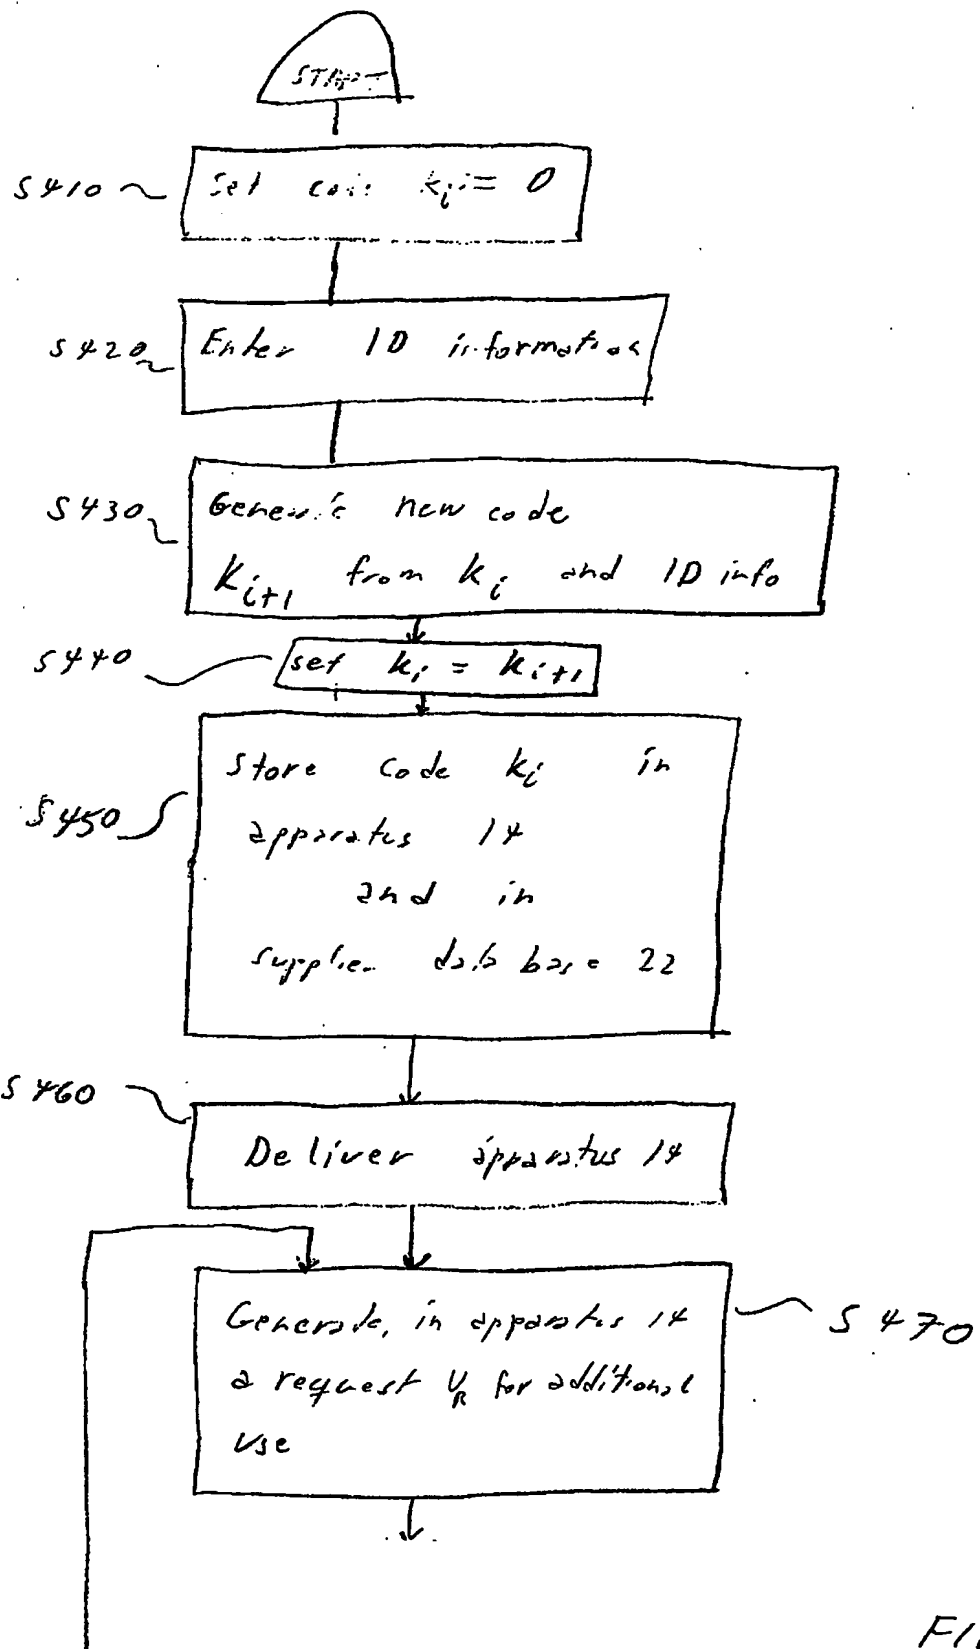 START
S410
Set code ki = 0
S420
Enter ID information
S430
Generate new code
Ki+1 from ki and ID info
S440
set ki = ki+1
S450
Store code ki in
apparatus 14
and in
supplier data base 22
S460
Deliver apparatus 14
S470
Generate, in apparatus 14
a request UR for additional
use